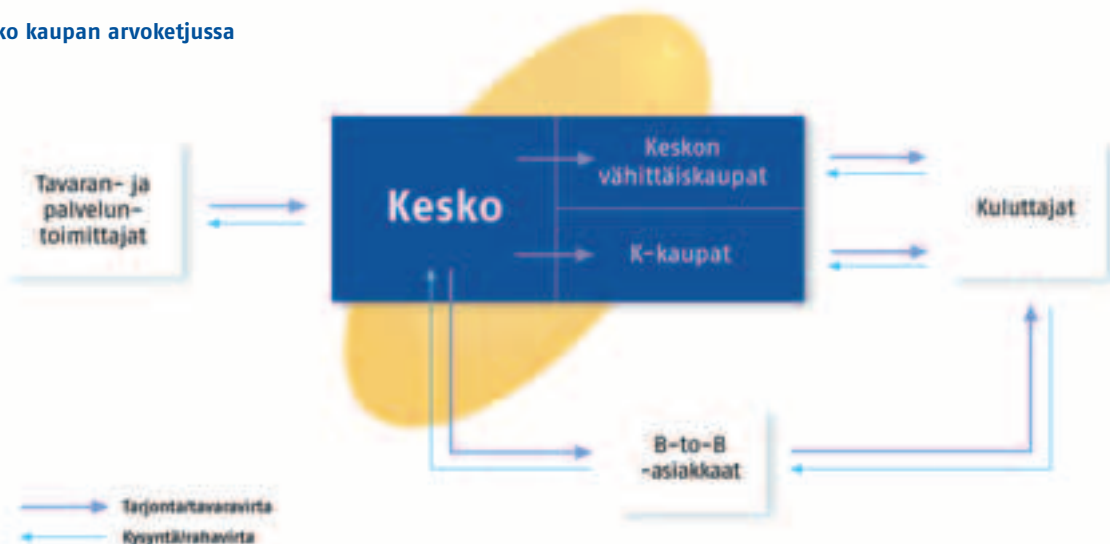 ko kaupan arvoketjussa
Tavaran- ja
palvelun-
toimittajat
Kesko
Keskon
vähittäiskaupat
K-kaupat
Kuluttajat
B-to-B
-asiakkaat
Tarjonta/tavaravirta
Kysyntä/rahavirta